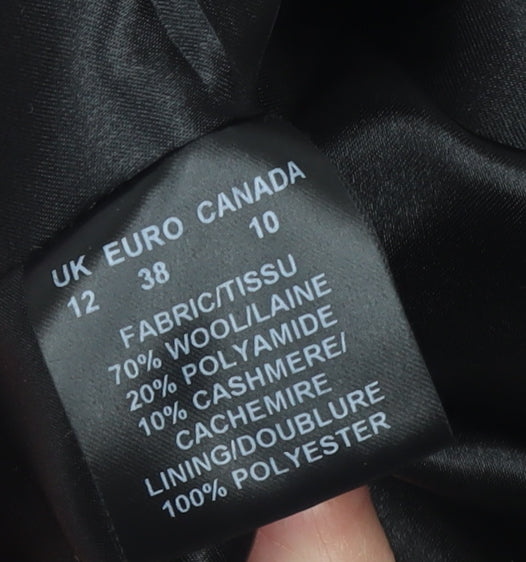 UK EURO CANADA
12 38 10
FABRIC/TISSU
70% WOOL/LAINE
20% POLYAMIDE
10% CASHMERE/
CACHEMIRE
LINING/DOUBLURE
100% POLYESTER